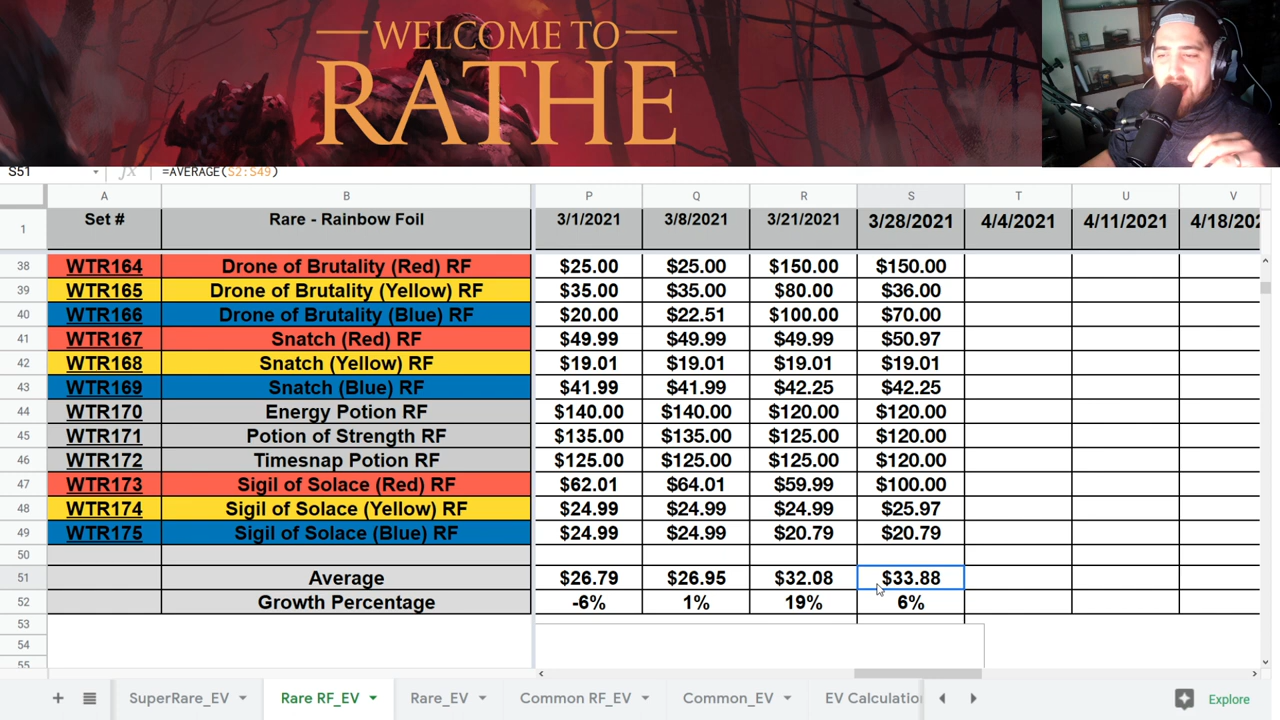 WELCOME TO
RATHE
S51 fx =AVERAGE(S2:S49)
A B P Q R S T U V
1 Set # Rare - Rainbow Foil 3/1/2021 3/8/2021 3/21/2021 3/28/2021 4/4/2021 4/11/2021 4/18/202
38 WTR164 Drone of Brutality (Red) RF $25.00 $25.00 $150.00 $150.00
39 WTR165 Drone of Brutality (Yellow) RF $35.00 $35.00 $80.00 $36.00
40 WTR166 Drone of Brutality (Blue) RF $20.00 $22.51 $100.00 $70.00
41 WTR167 Snatch (Red) RF $49.99 $49.99 $49.99 $50.97
42 WTR168 Snatch (Yellow) RF $19.01 $19.01 $19.01 $19.01
43 WTR169 Snatch (Blue) RF $41.99 $41.99 $42.25 $42.25
44 WTR170 Energy Potion RF $140.00 $140.00 $120.00 $120.00
45 WTR171 Potion of Strength RF $135.00 $135.00 $125.00 $120.00
46 WTR172 Timesnap Potion RF $125.00 $125.00 $125.00 $120.00
47 WTR173 Sigil of Solace (Red) RF $62.01 $64.01 $59.99 $100.00
48 WTR174 Sigil of Solace (Yellow) RF $24.99 $24.99 $24.99 $25.97
49 WTR175 Sigil of Solace (Blue) RF $24.99 $24.99 $20.79 $20.79
50
51 Average $26.79 $26.95 $32.08 $33.88
52 Growth Percentage -6% 1% 19% 6%
53
54
55
SuperRare_EV Rare RF_EV Rare_EV Common RF_EV Common_EV EV Calculatio Explore